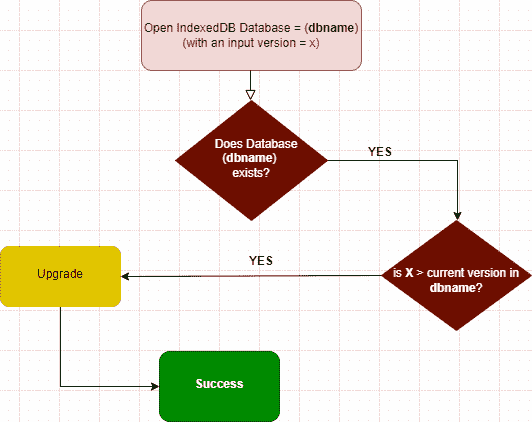 Open IndexedDB Database = (dbname)
(with an input version = x)
Does Database
(dbname)
exists?
YES
is X > current version in
dbname?
YES
Upgrade
Success